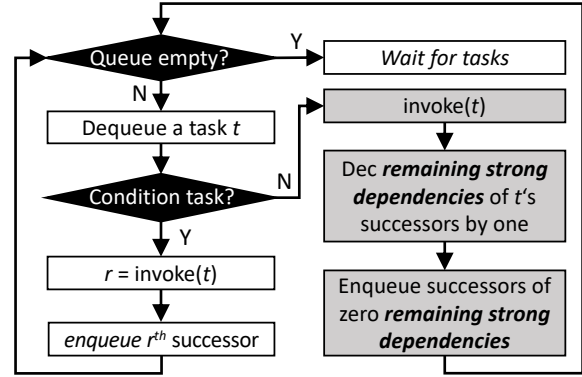 Queue empty?
Y
Wait for tasks
N
Dequeue a task t
Condition task?
N
Y
r = invoke(t)
enqueue rth successor
invoke(t)
Dec remaining strong
dependencies of t‘s
successors by one
Enqueue successors of
zero remaining strong
dependencies